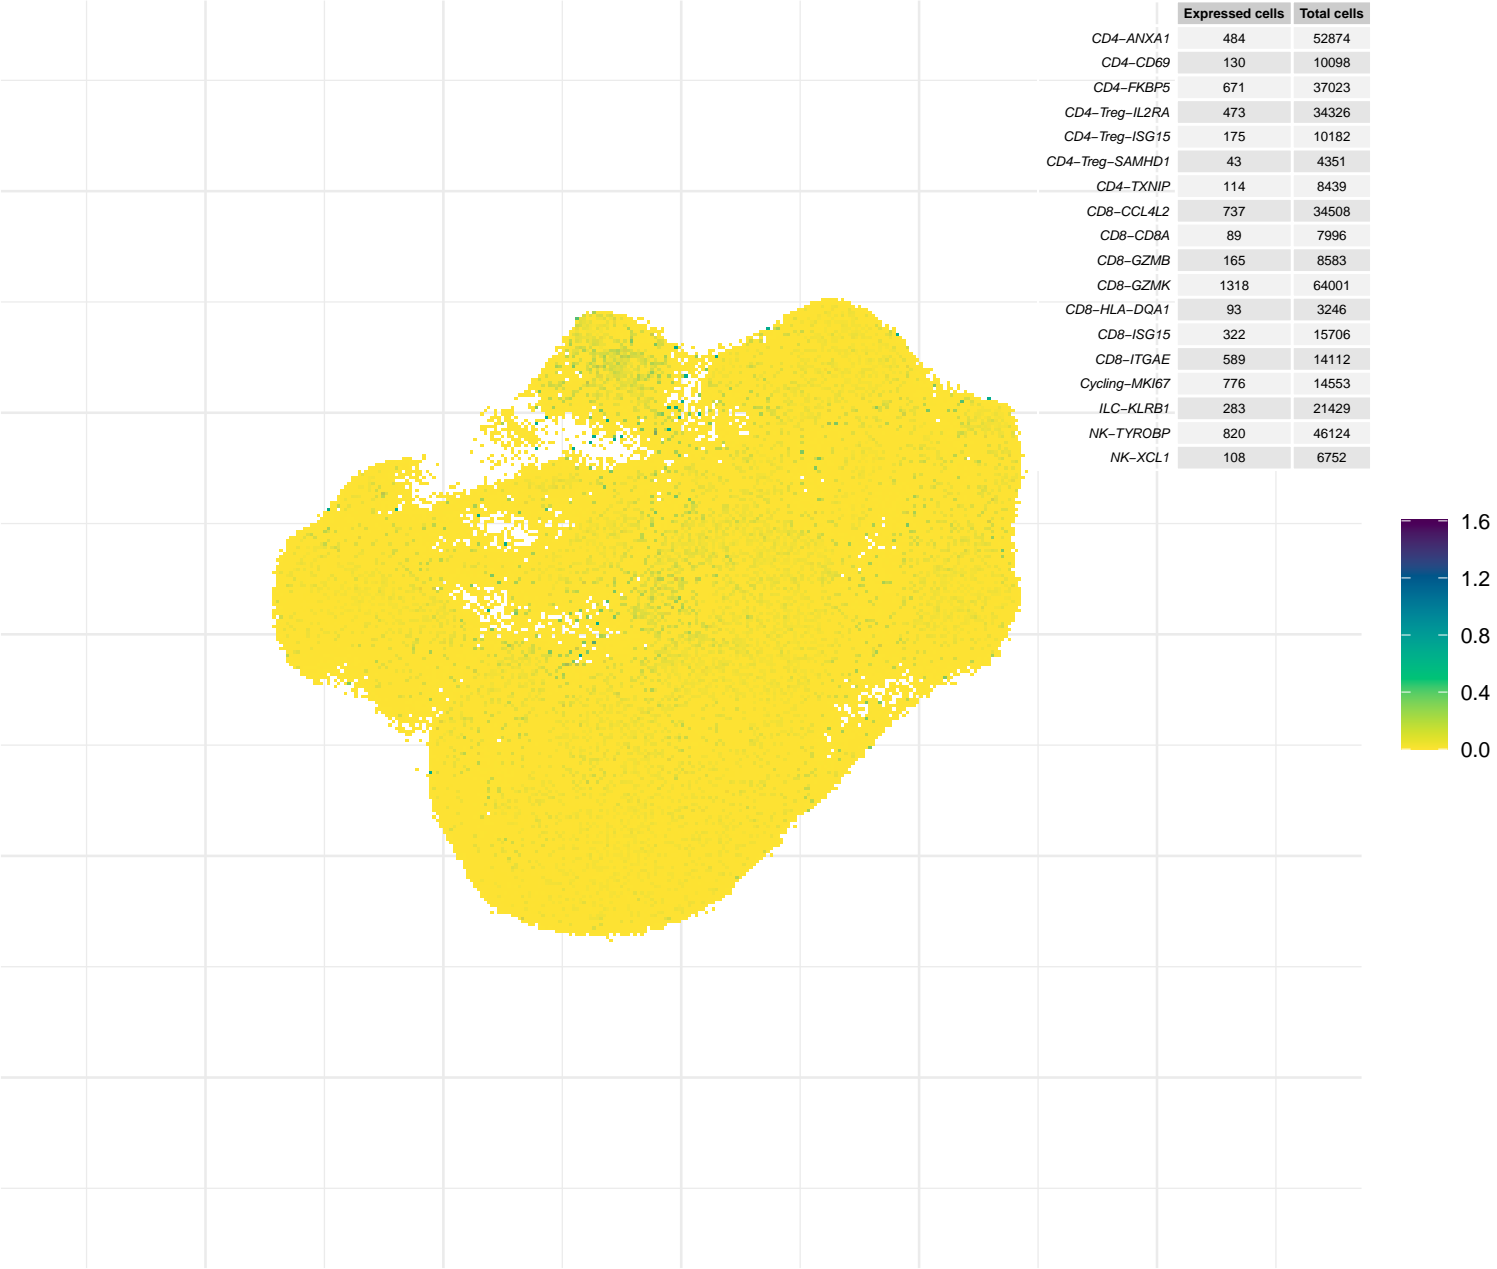 Expressed cells Total cells
CD4−ANXA1 484 52874
CD4−CD69 130 10098
CD4−FKBP5 671 37023
CD4−Treg−IL2RA 473 34326
CD4−Treg−ISG15 175 10182
CD4−Treg−SAMHD1 43 4351
CD4−TXNIP 114 8439
CD8−CCL4L2 737 34508
CD8−CD8A 89 7996
CD8−GZMB 165 8583
CD8−GZMK 1318 64001
CD8−HLA−DQA1 93 3246
CD8−ISG15 322 15706
CD8−ITGAE 589 14112
Cycling−MKI67 776 14553
ILC−KLRB1 283 21429
NK−TYROBP 820 46124
NK−XCL1 108 6752
1.6
1.2
0.8
0.4
0.0